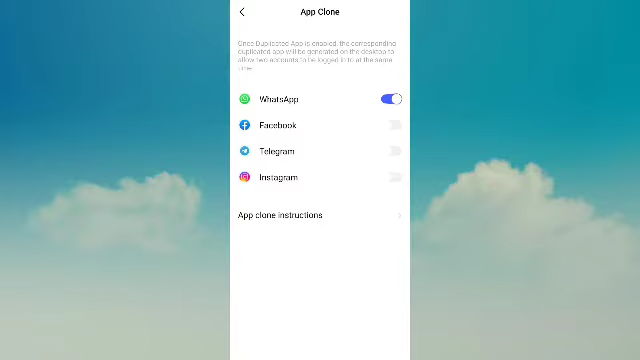 App Clone
Once Duplicated App is enabled, the corresponding
duplicated app will be generated on the desktop to
allow two accounts to be logged in to at the same
time.
WhatsApp
Facebook
Telegram
Instagram
App clone instructions